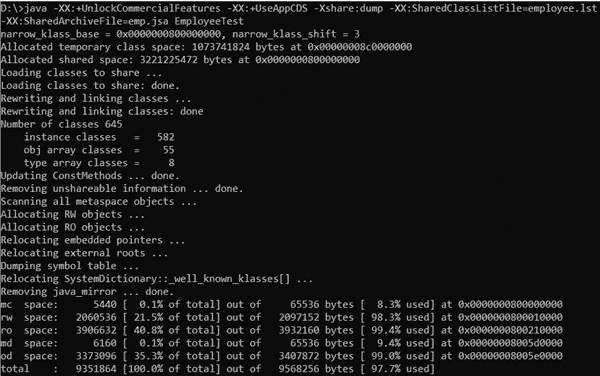 D:\>java -XX:+UnlockCommercialFeatures -XX:+UseAppCDS -Xshare:dump -XX:SharedClassListFile=employee.lst
-XX:SharedArchiveFile=emp.jsa EmployeeTest
narrow_klass_base = 0x0000000800000000, narrow_klass_shift = 3
Allocated temporary class space: 1073741824 bytes at 0x00000008c0000000
Allocated shared space: 3221225472 bytes at 0x0000000800000000
Loading classes to share ...
Loading classes to share: done.
Rewriting and linking classes ...
Rewriting and linking classes: done
Number of classes 645
    instance classes   =   582
    obj array classes  =    55
    type array classes =     8
Updating ConstMethods ... done.
Removing unshareable information ... done.
Scanning all metaspace objects ...
Allocating RW objects ...
Allocating RO objects ...
Relocating embedded pointers ...
Relocating external roots ...
Dumping symbol table ...
Relocating SystemDictionary::_well_known_klasses[] ...
Removing java_mirror ... done.
mc  space:      5440 [  0.1% of total] out of     65536 bytes [  8.3% used] at 0x0000000800000000
rw  space:   2060536 [ 21.5% of total] out of   2097152 bytes [ 98.3% used] at 0x0000000800010000
ro  space:   3906632 [ 40.8% of total] out of   3932160 bytes [ 99.4% used] at 0x0000000800210000
md  space:      6160 [  0.1% of total] out of     65536 bytes [  9.4% used] at 0x00000008005d0000
od  space:   3373096 [ 35.3% of total] out of   3407872 bytes [ 99.0% used] at 0x00000008005e0000
total    :   9351864 [100.0% of total] out of   9568256 bytes [ 97.7% used]